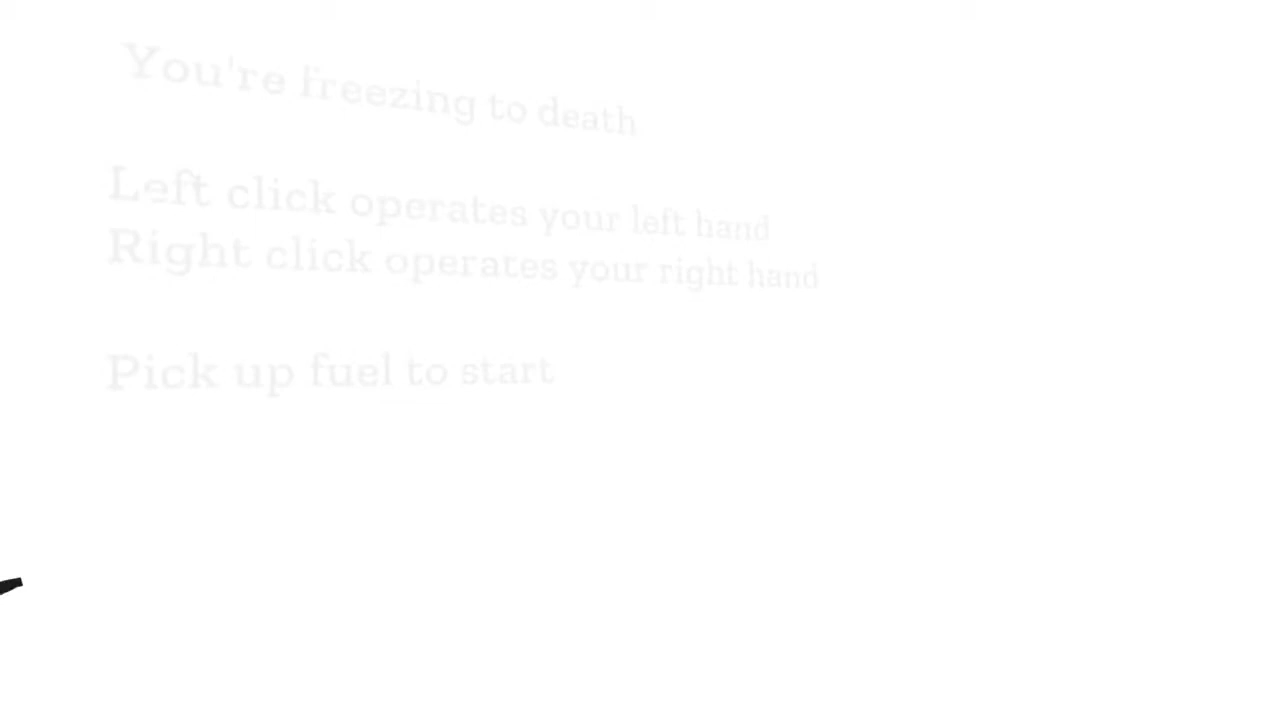 You're freezing to death
Left click operates your left hand
Right click operates your right hand
Pick up fuel to start